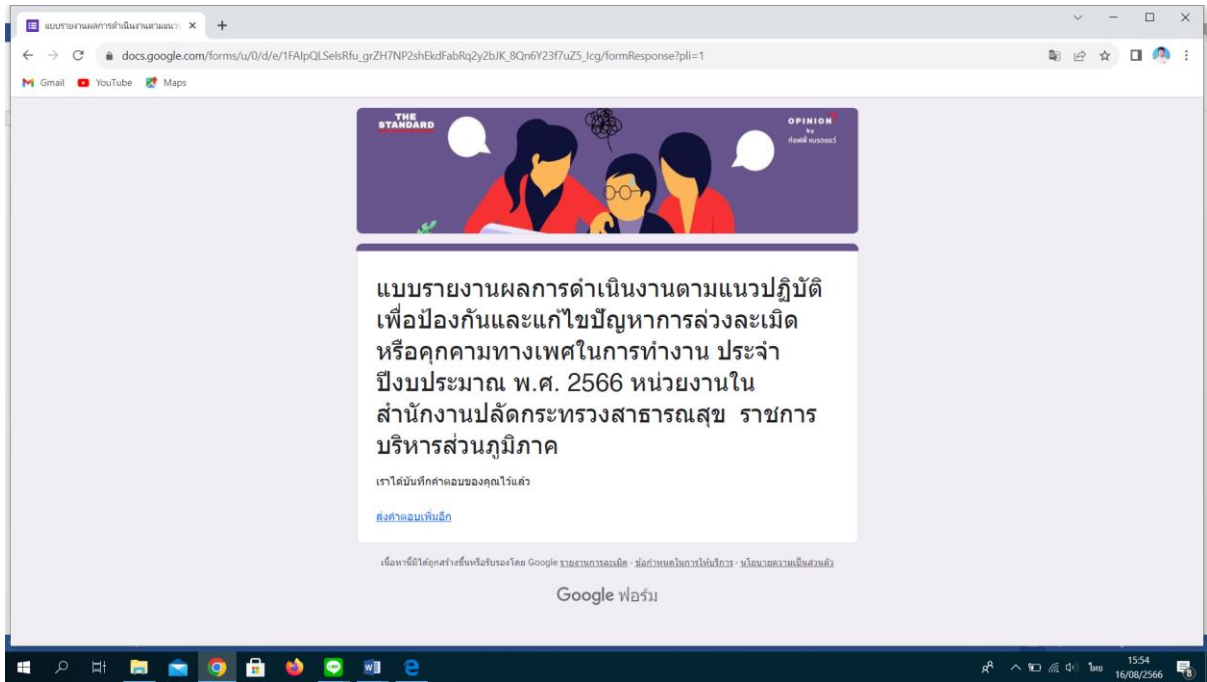 แบบรายงานผลการดำเนินงานตามแนว
docs.google.com/forms/u/0/d/e/1FAIpQLSelsRfu_grZH7NP2shEkdFabRq2y2bJK_8Qn6Y23f7uZ5_Icg/formResponse?pli=1
Gmail YouTube Maps
THE
STANDARD
OPINION
by
ท้อฟฟี่ แบรดชอว์
แบบรายงานผลการดำเนินงานตามแนวปฏิบัติ
เพื่อป้องกันและแก้ไขปัญหาการล่วงละเมิด
หรือคุกคามทางเพศในการทำงาน ประจำ
ปีงบประมาณ พ.ศ. 2566 หน่วยงานใน
สำนักงานปลัดกระทรวงสาธารณสุข ราชการ
บริหารส่วนภูมิภาค
เราได้บันทึกคำตอบของคุณไว้แล้ว
ส่งคำตอบเพิ่มอีก
เนื้อหานี้มิได้ถูกสร้างขึ้นหรือรับรองโดย Google รายงานการละเมิด - ข้อกำหนดในการให้บริการ - นโยบายความเป็นส่วนตัว
Google ฟอร์ม
ไทย
15:54
16/08/2566
8